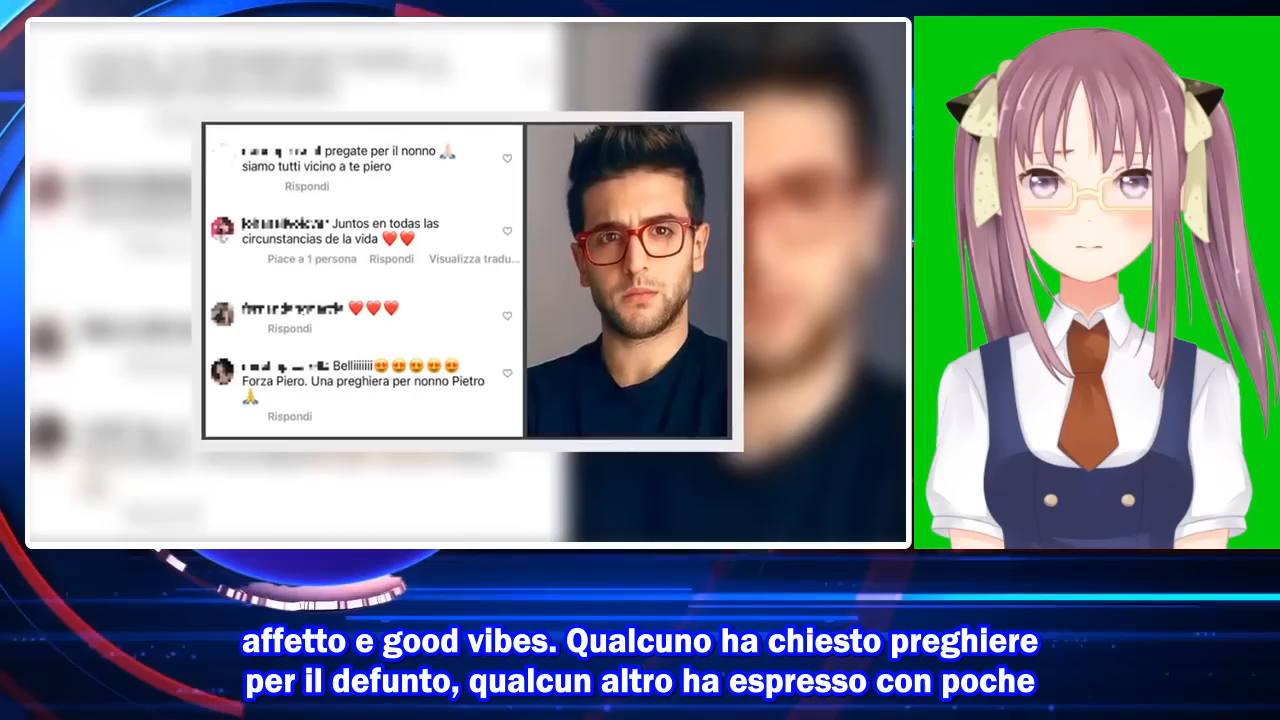 pregate per il nonno 🙏🏻
siamo tutti vicino a te piero
Rispondi
Juntos en todas las
circunstancias de la vida ❤️❤️
Piace a 1 persona Rispondi Visualizza tradu...
❤️❤️❤️
Rispondi
Belliiiiiii😍😍😍😍😍
Forza Piero. Una preghiera per nonno Pietro
🙏
Rispondi
affetto e good vibes. Qualcuno ha chiesto preghiere
per il defunto, qualcun altro ha espresso con poche